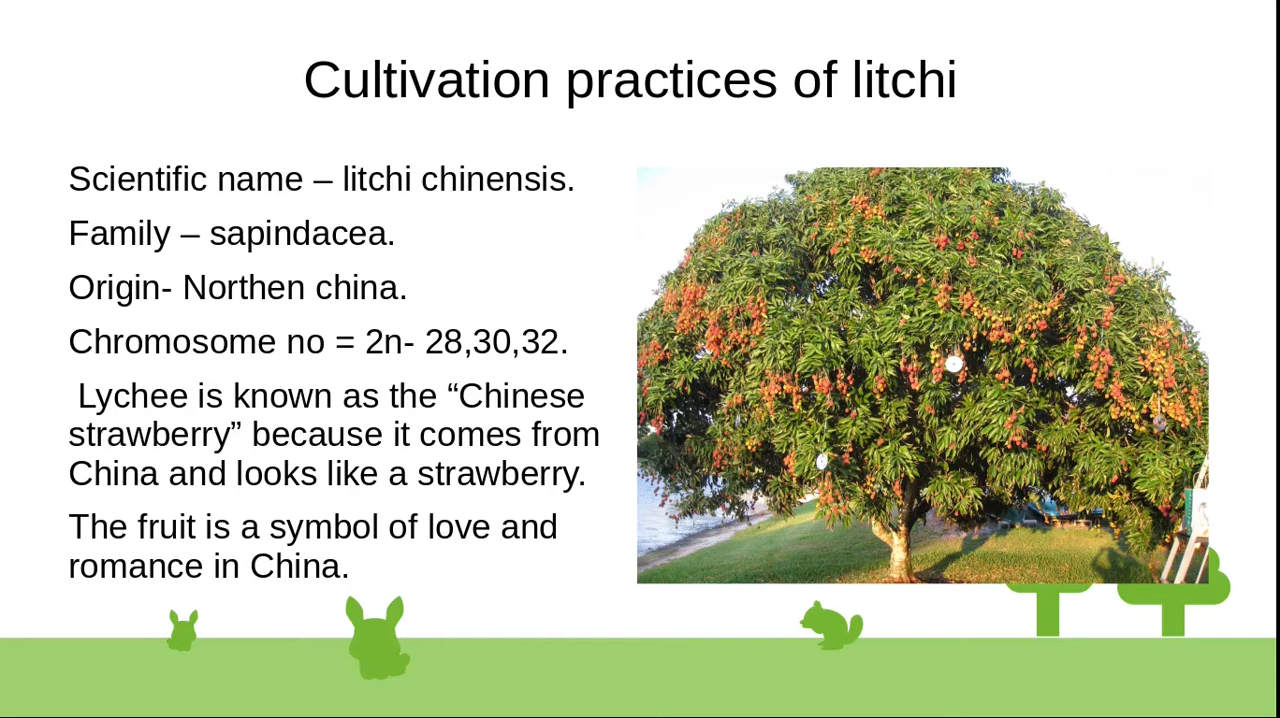 Cultivation practices of litchi
Scientific name – litchi chinensis.
Family – sapindacea.
Origin- Northen china.
Chromosome no = 2n- 28,30,32.
Lychee is known as the “Chinese
strawberry” because it comes from
China and looks like a strawberry.
The fruit is a symbol of love and
romance in China.